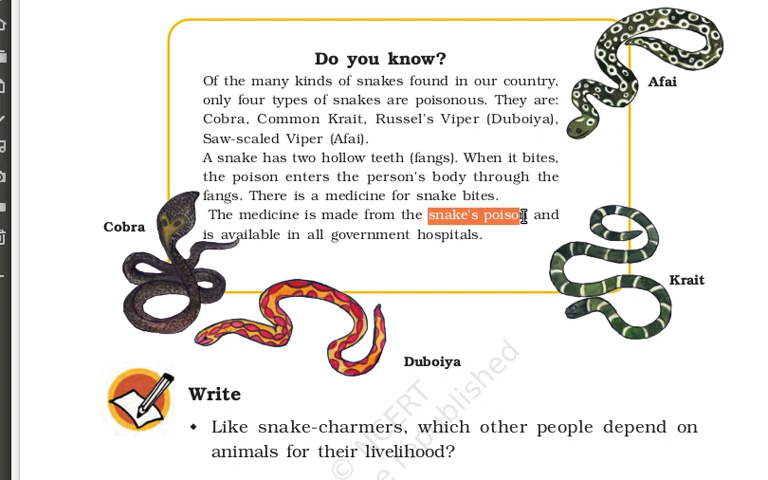 Do you know?
Of the many kinds of snakes found in our country,
only four types of snakes are poisonous. They are:
Cobra, Common Krait, Russel's Viper (Duboiya),
Saw-scaled Viper (Afai).
A snake has two hollow teeth (fangs). When it bites,
the poison enters the person's body through the
fangs. There is a medicine for snake bites.
The medicine is made from the snake's poison and
is available in all government hospitals.
Afai
Cobra
Krait
Duboiya
Write
• Like snake-charmers, which other people depend on
animals for their livelihood?
© NCERT
e republished